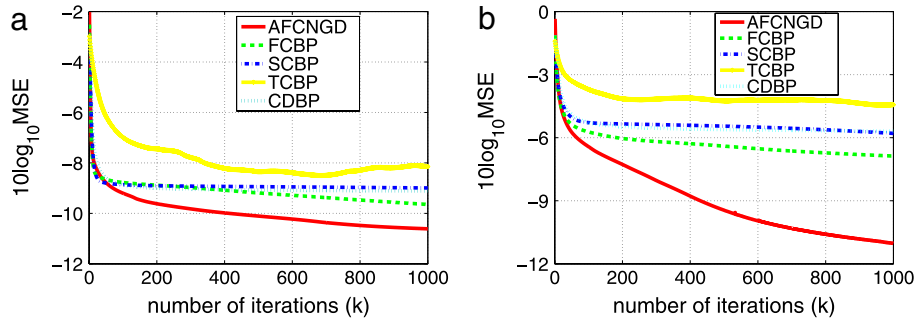 a
10log10MSE
−2
−4
−6
−8
−10
−12
0 200 400 600 800 1000
number of iterations (k)
AFCNGD
FCBP
SCBP
TCBP
CDBP
b
10log10MSE
0
−3
−6
−9
−12
0 200 400 600 800 1000
number of iterations (k)
AFCNGD
FCBP
SCBP
TCBP
CDBP